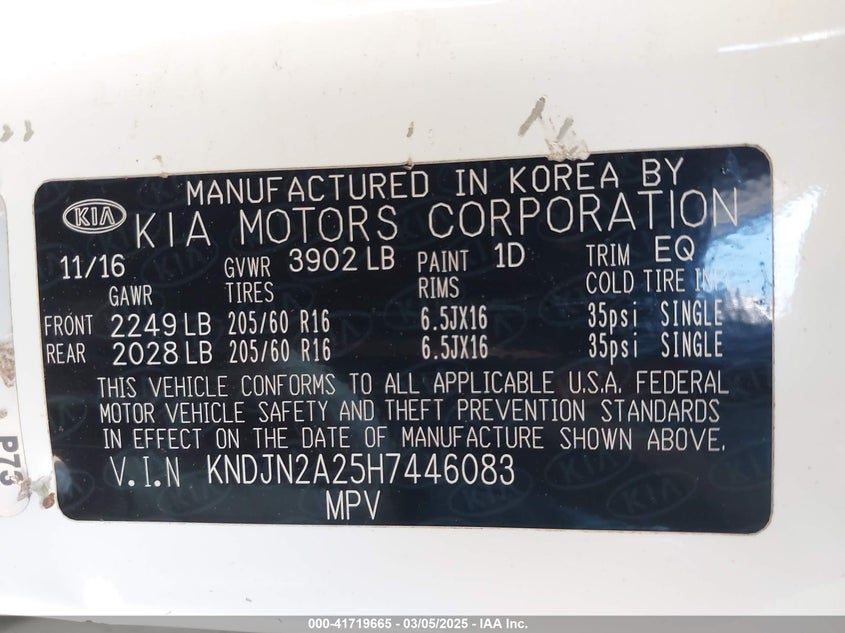 MANUFACTURED IN KOREA BY
KIA KIA MOTORS CORPORATION
11/16 GVWR 3902 LB PAINT 1D TRIM EQ
GAWR TIRES RIMS COLD TIRE INF
FRONT 2249 LB 205/60 R16 6.5JX16 35psi SINGLE
REAR 2028 LB 205/60 R16 6.5JX16 35psi SINGLE
THIS VEHICLE CONFORMS TO ALL APPLICABLE U.S.A. FEDERAL
MOTOR VEHICLE SAFETY AND THEFT PREVENTION STANDARDS
IN EFFECT ON THE DATE OF MANUFACTURE SHOWN ABOVE.
V.I.N KNDJN2A25H7446083
MPV
P73
000-41719665 - 03/05/2025 - IAA Inc.